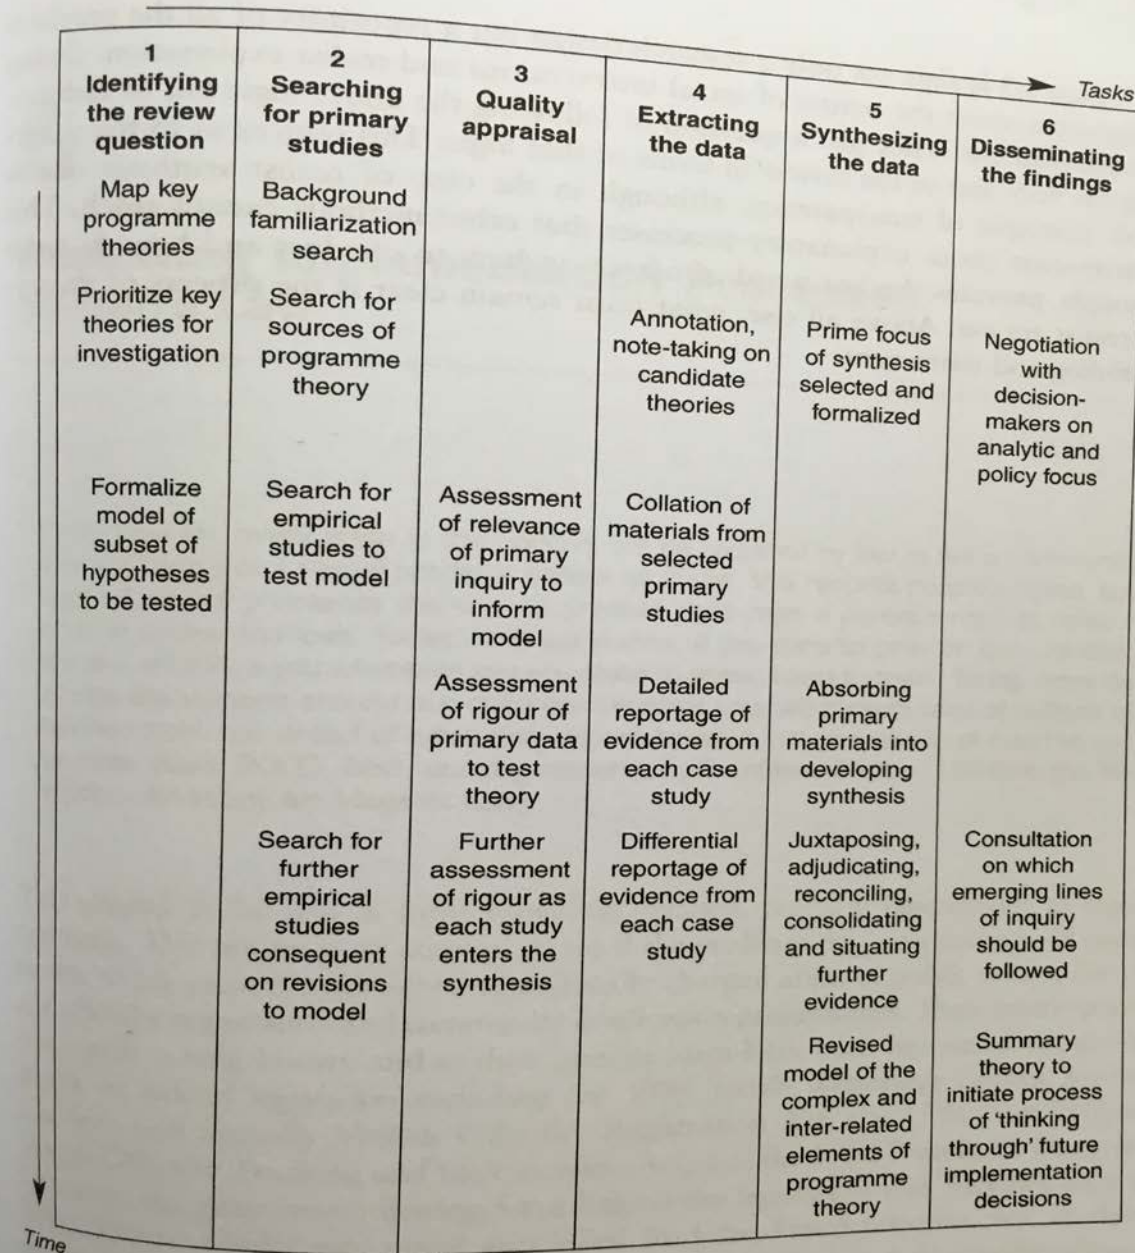 Tasks
1
Identifying
the review
question
Map key
programme
theories
Prioritize key
theories for
investigation
Formalize
model of
subset of
hypotheses
to be tested
2
Searching
for primary
studies
Background
familiarization
search
Search for
sources of
programme
theory
Search for
empirical
studies to
test model
Search for
further
empirical
studies
consequent
on revisions
to model
3
Quality
appraisal
Assessment
of relevance
of primary
inquiry to
inform
model
Assessment
of rigour of
primary data
to test
theory
Further
assessment
of rigour as
each study
enters the
synthesis
4
Extracting
the data
Annotation,
note-taking on
candidate
theories
Collation of
materials from
selected
primary
studies
Detailed
reportage of
evidence from
each case
study
Differential
reportage of
evidence from
each case
study
5
Synthesizing
the data
Prime focus
of synthesis
selected and
formalized
Absorbing
primary
materials into
developing
synthesis
Juxtaposing,
adjudicating,
reconciling,
consolidating
and situating
further
evidence
Revised
model of the
complex and
inter-related
elements of
programme
theory
6
Disseminating
the findings
Negotiation
with
decision-
makers on
analytic and
policy focus
Consultation
on which
emerging lines
of inquiry
should be
followed
Summary
theory to
initiate process
of ‘thinking
through’ future
implementation
decisions
Time